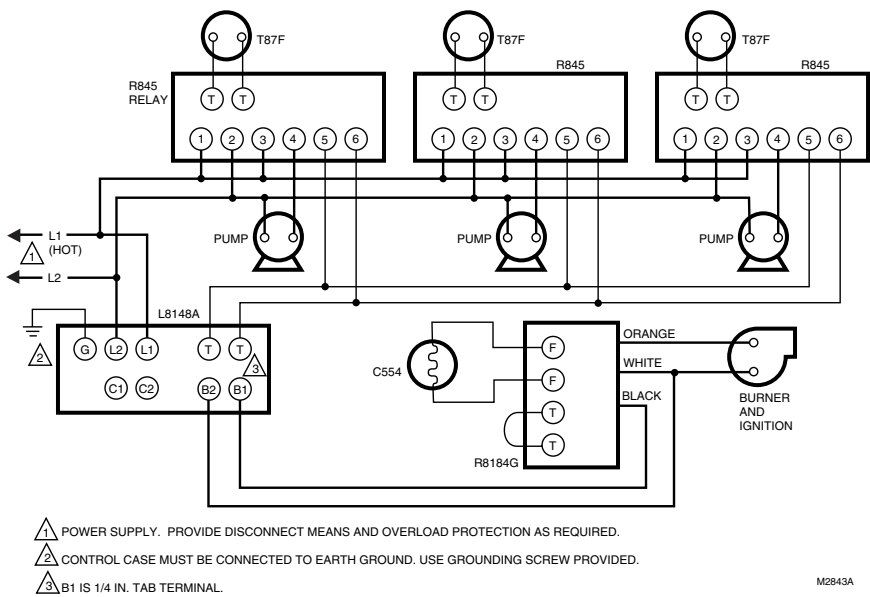 T87F T87F T87F
R845 RELAY R845 R845
T T T T T T
1 2 3 4 5 6 1 2 3 4 5 6 1 2 3 4 5 6
L1 (HOT)
1
PUMP PUMP PUMP
L2
L8148A
G L2 L1 T T
2
3
C1 C2 B2 B1
C554
F
F
T
T
R8184G
ORANGE
WHITE
BLACK
BURNER
AND
IGNITION
1 POWER SUPPLY. PROVIDE DISCONNECT MEANS AND OVERLOAD PROTECTION AS REQUIRED.
2 CONTROL CASE MUST BE CONNECTED TO EARTH GROUND. USE GROUNDING SCREW PROVIDED.
3 B1 IS 1/4 IN. TAB TERMINAL.
M2843A